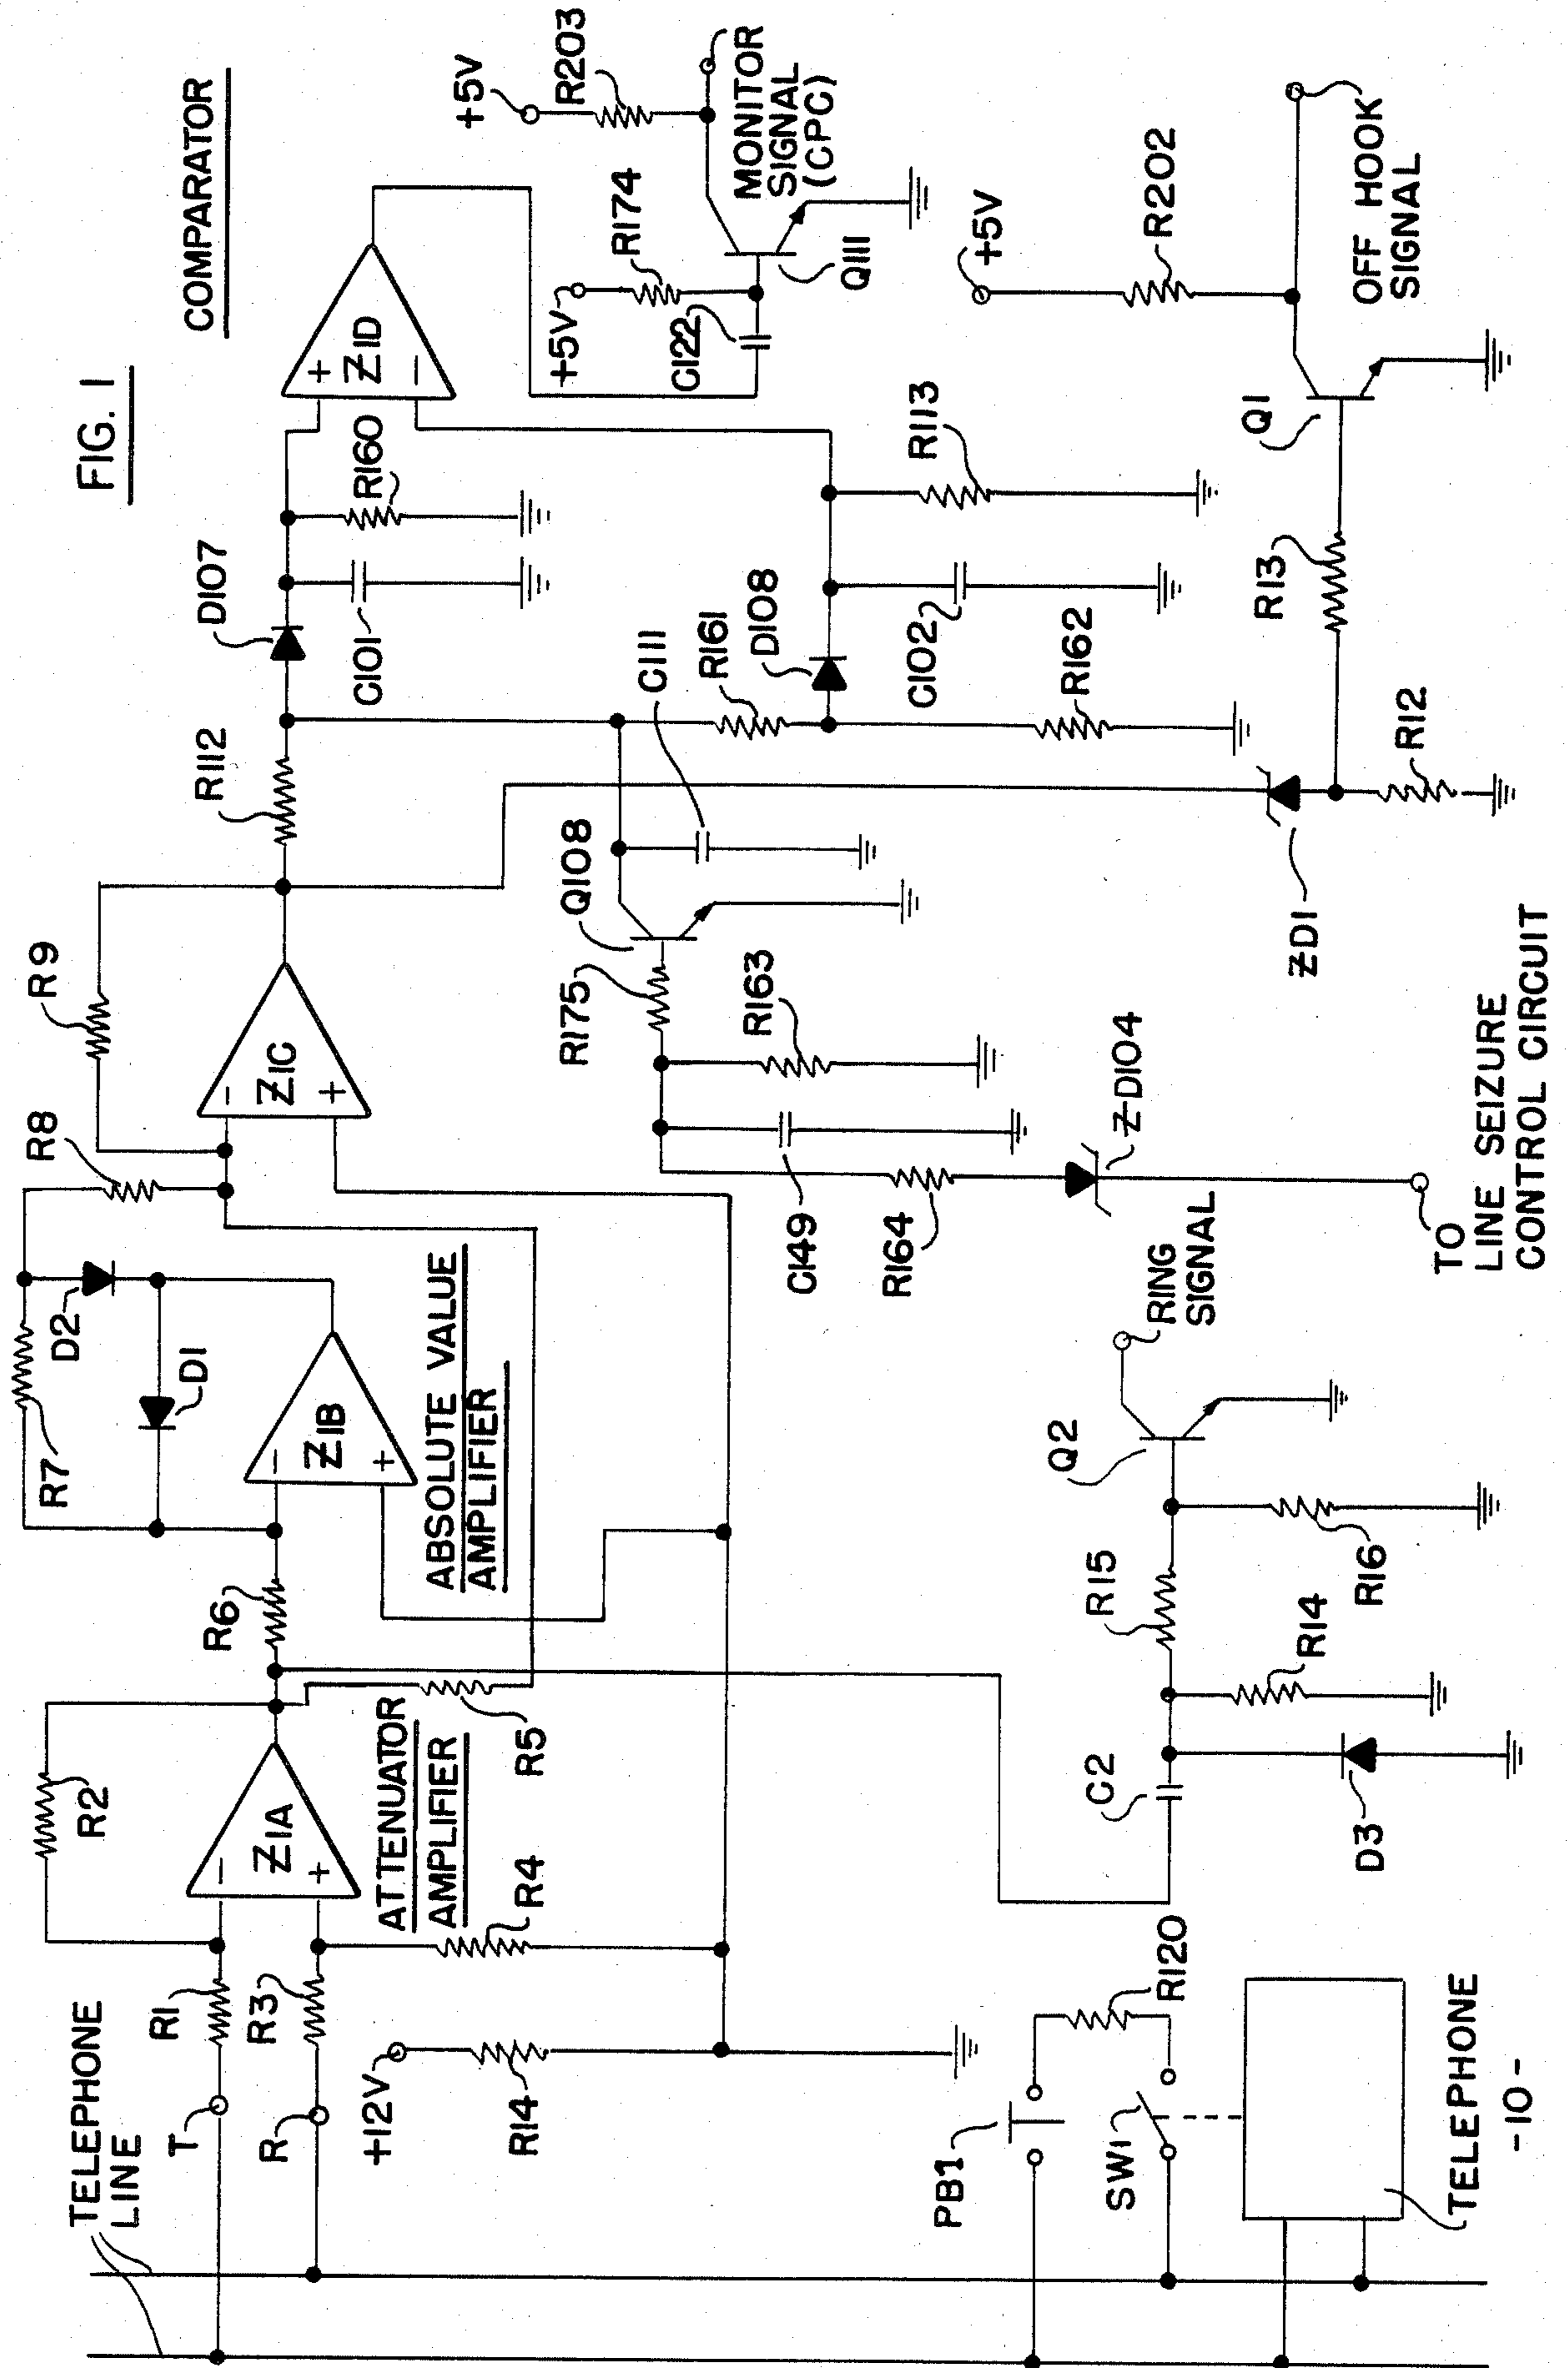 FIG. 1
COMPARATOR
TELEPHONE
LINE
T
R
R1
R3
R2
Z1A
-
+
ATTENUATOR
AMPLIFIER
R4
R5
R6
R7
D2
D1
Z1B
-
+
ABSOLUTE VALUE
AMPLIFIER
R8
R9
Z1C
-
+
R112
D107
C101
R160
Z1D
+
-
+5V
R203
+5V
R174
C122
Q111
MONITOR
SIGNAL
(CPC)
+12V
R14
Q108
C111
R161
D108
C102
R162
R113
R175
R163
C149
R164
Z-D104
TO
LINE SEIZURE
CONTROL CIRCUIT
ZD1
R12
R13
Q1
+5V
R202
OFF HOOK
SIGNAL
RING
SIGNAL
Q2
R15
R16
R14
C2
D3
PB1
SW1
R120
TELEPHONE
-10-